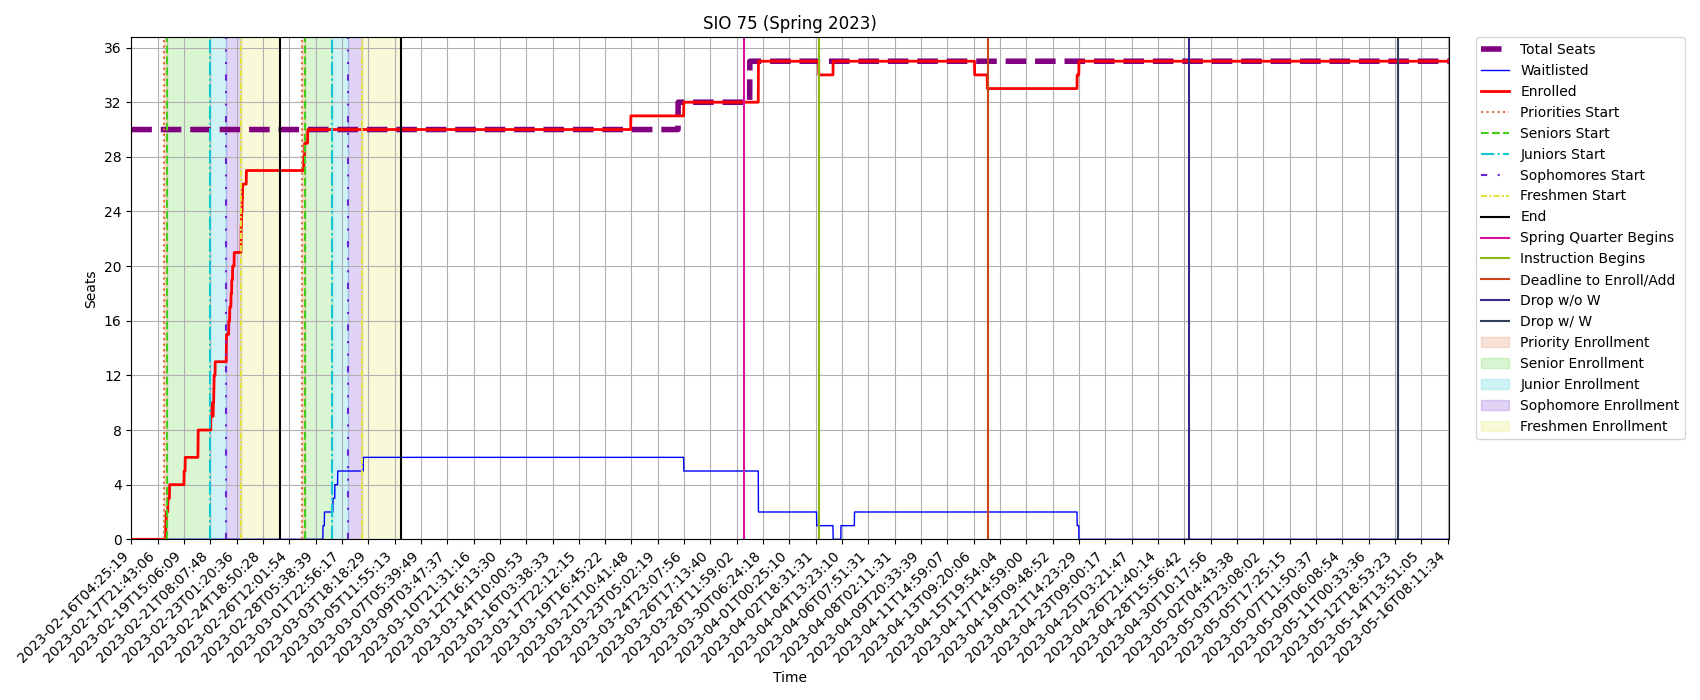 SIO 75 (Spring 2023)
36
32
28
24
20
16
12
8
4
0
Seats
2023-02-16T04:25:19
2023-02-17T21:43:06
2023-02-19T15:06:09
2023-02-21T08:07:48
2023-02-23T01:20:36
2023-02-24T18:50:28
2023-02-26T12:01:54
2023-02-28T05:38:39
2023-03-01T22:56:17
2023-03-03T18:18:29
2023-03-05T11:55:13
2023-03-07T05:39:49
2023-03-09T03:47:37
2023-03-10T21:31:16
2023-03-12T16:13:30
2023-03-14T10:00:53
2023-03-16T03:38:33
2023-03-17T22:12:15
2023-03-19T16:45:22
2023-03-21T10:41:48
2023-03-23T05:02:19
2023-03-24T23:07:56
2023-03-26T17:13:40
2023-03-28T11:59:02
2023-03-30T06:24:18
2023-04-01T00:25:10
2023-04-02T18:31:31
2023-04-04T13:23:10
2023-04-06T07:51:31
2023-04-08T02:11:31
2023-04-09T20:33:39
2023-04-11T14:59:07
2023-04-13T09:20:06
2023-04-15T19:54:04
2023-04-17T14:59:00
2023-04-19T09:48:52
2023-04-21T14:23:29
2023-04-23T09:00:17
2023-04-25T03:21:47
2023-04-26T21:40:14
2023-04-28T15:56:42
2023-04-30T10:17:56
2023-05-02T04:43:38
2023-05-03T23:08:02
2023-05-05T17:25:15
2023-05-07T11:50:37
2023-05-09T06:08:54
2023-05-11T00:33:36
2023-05-12T18:53:23
2023-05-14T13:51:05
2023-05-16T08:11:34
Time
Total Seats
Waitlisted
Enrolled
Priorities Start
Seniors Start
Juniors Start
Sophomores Start
Freshmen Start
End
Spring Quarter Begins
Instruction Begins
Deadline to Enroll/Add
Drop w/o W
Drop w/ W
Priority Enrollment
Senior Enrollment
Junior Enrollment
Sophomore Enrollment
Freshmen Enrollment